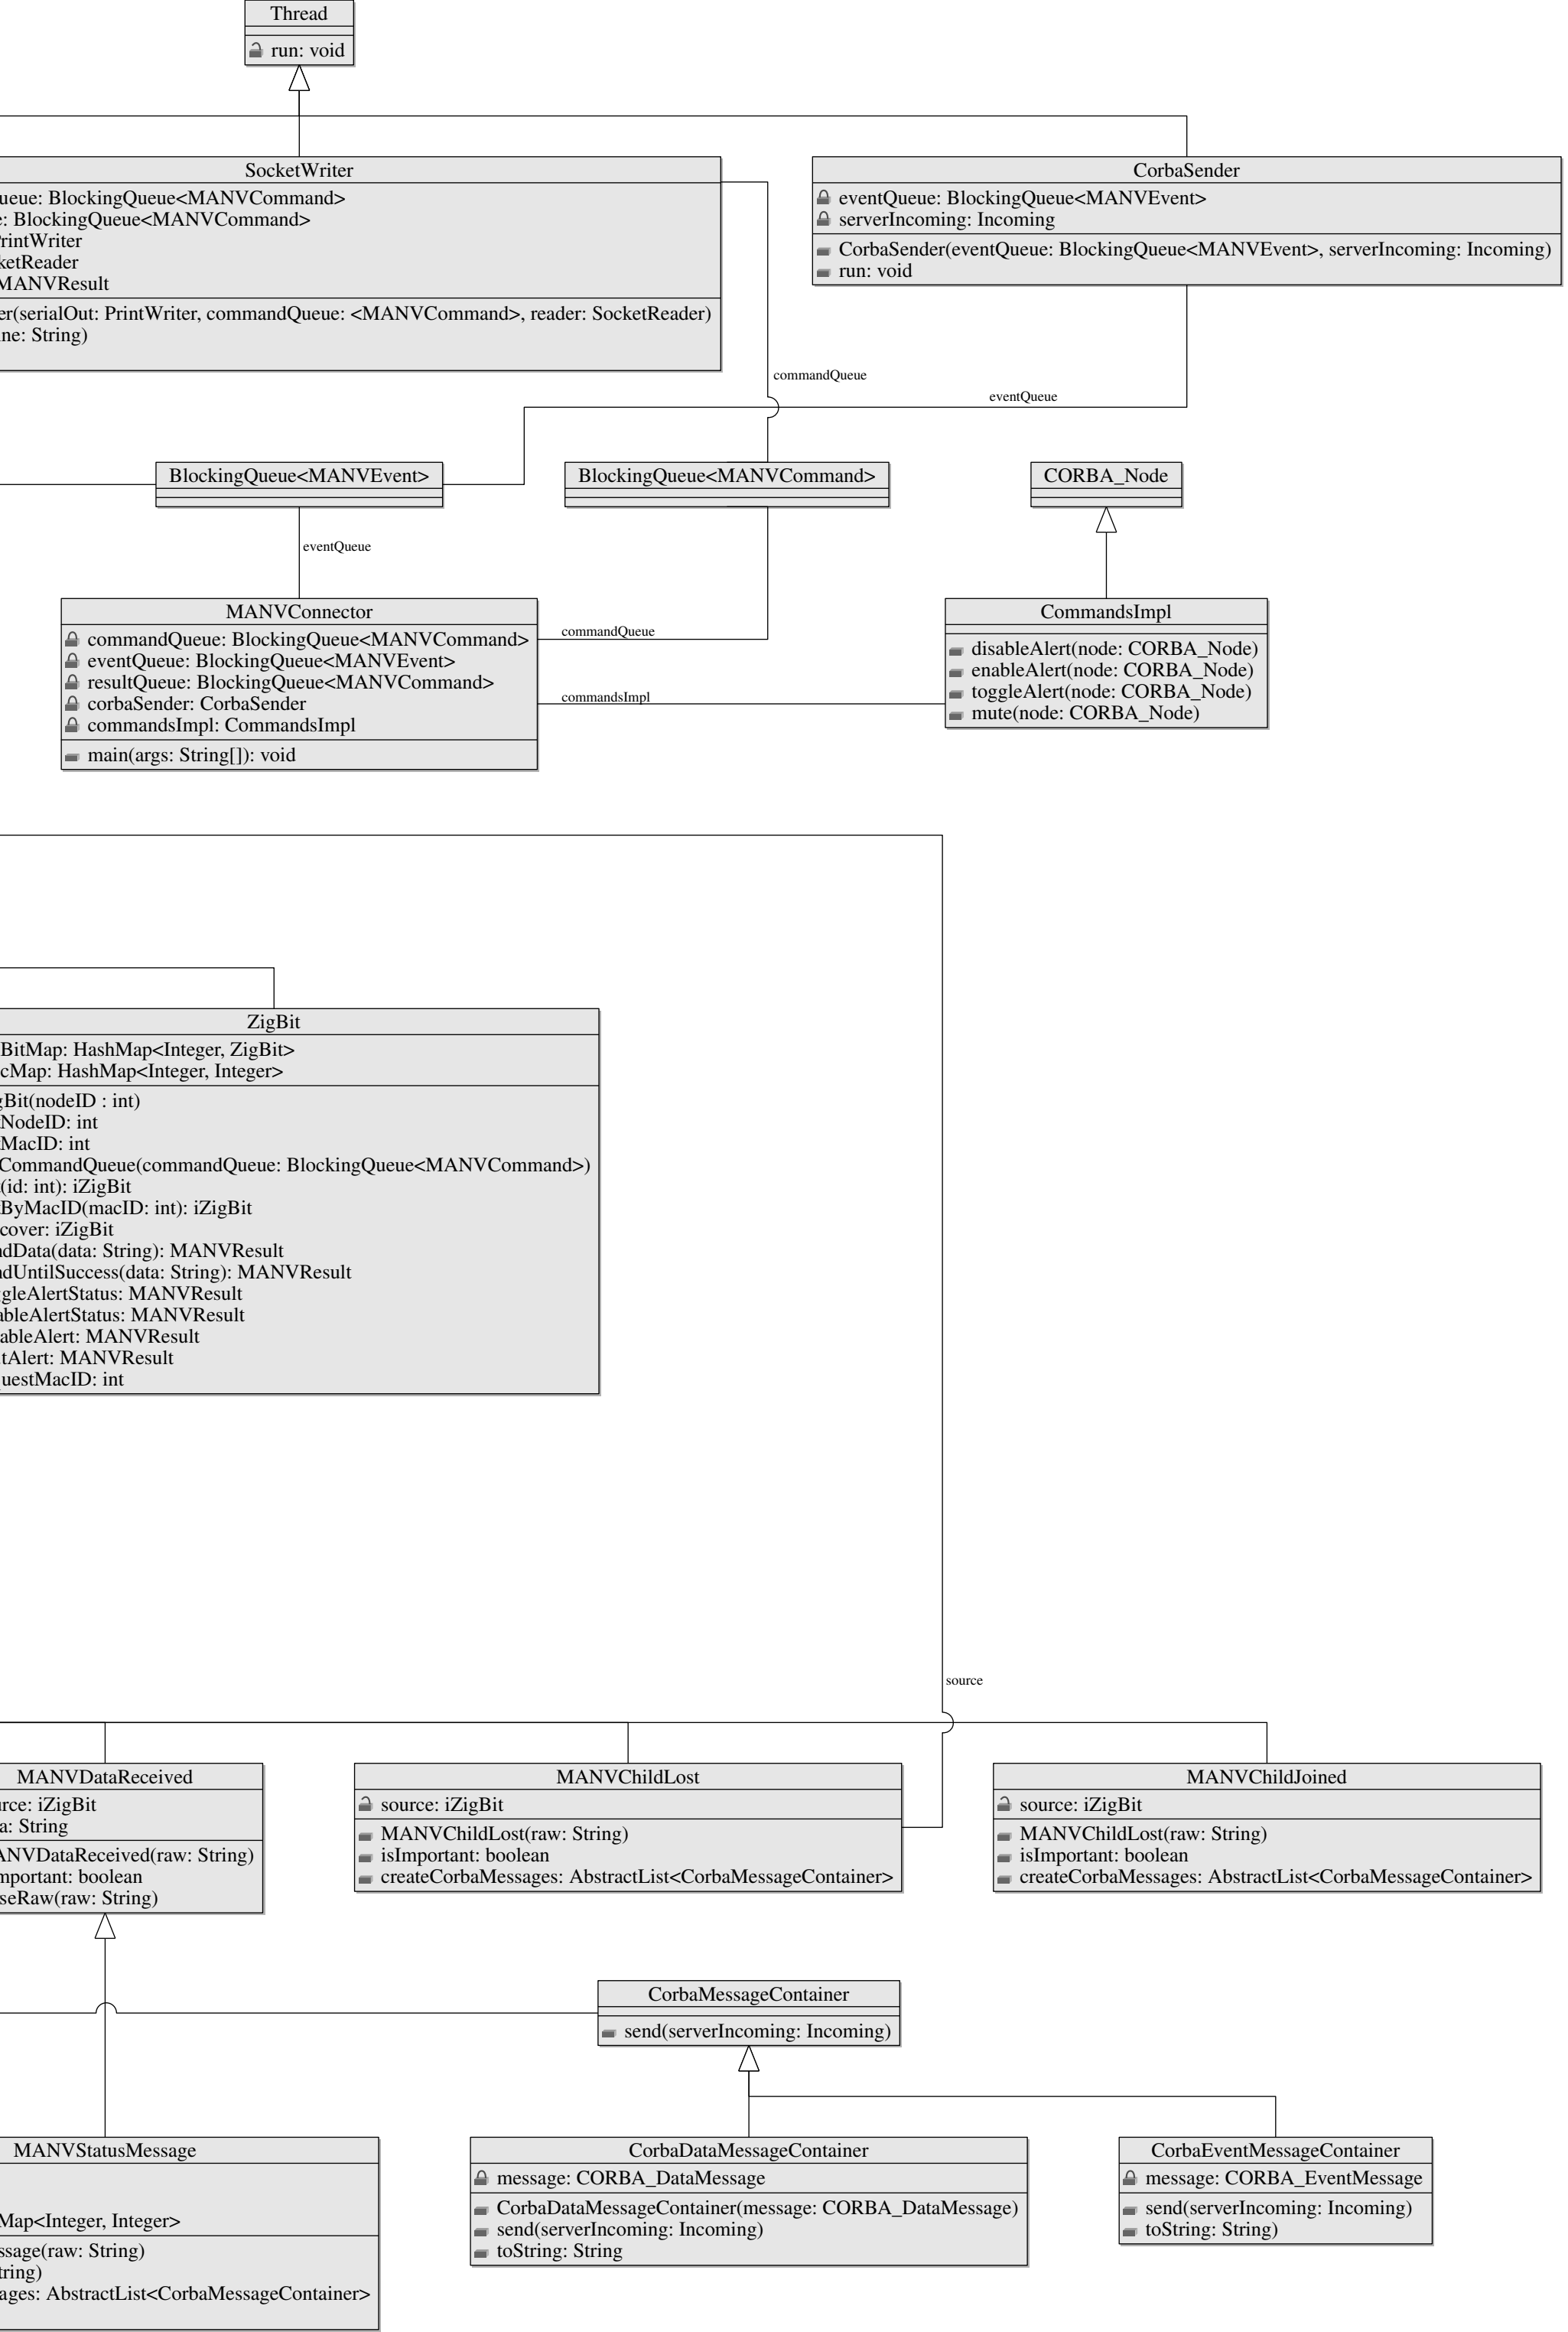 Thread
run: void
SocketWriter
ueue: BlockingQueue<MANVCommand>
e: BlockingQueue<MANVCommand>
PrintWriter
ketReader
MANVResult
er(serialOut: PrintWriter, commandQueue: <MANVCommand>, reader: SocketReader)
ine: String)
CorbaSender
eventQueue: BlockingQueue<MANVEvent>
serverIncoming: Incoming
CorbaSender(eventQueue: BlockingQueue<MANVEvent>, serverIncoming: Incoming)
run: void
commandQueue
eventQueue
BlockingQueue<MANVEvent>
BlockingQueue<MANVCommand>
CORBA_Node
eventQueue
MANVConnector
commandQueue: BlockingQueue<MANVCommand>
eventQueue: BlockingQueue<MANVEvent>
resultQueue: BlockingQueue<MANVCommand>
corbaSender: CorbaSender
commandsImpl: CommandsImpl
main(args: String[]): void
commandQueue
commandsImpl
CommandsImpl
disableAlert(node: CORBA_Node)
enableAlert(node: CORBA_Node)
toggleAlert(node: CORBA_Node)
mute(node: CORBA_Node)
ZigBit
BitMap: HashMap<Integer, ZigBit>
cMap: HashMap<Integer, Integer>
gBit(nodeID : int)
NodeID: int
MacID: int
CommandQueue(commandQueue: BlockingQueue<MANVCommand>)
(id: int): iZigBit
tByMacID(macID: int): iZigBit
cover: iZigBit
ndData(data: String): MANVResult
ndUntilSuccess(data: String): MANVResult
ggleAlertStatus: MANVResult
ableAlertStatus: MANVResult
ableAlert: MANVResult
itAlert: MANVResult
uestMacID: int
source
MANVDataReceived
urce: iZigBit
a: String
MANVDataReceived(raw: String)
mportant: boolean
seRaw(raw: String)
MANVChildLost
source: iZigBit
MANVChildLost(raw: String)
isImportant: boolean
createCorbaMessages: AbstractList<CorbaMessageContainer>
MANVChildJoined
source: iZigBit
MANVChildLost(raw: String)
isImportant: boolean
createCorbaMessages: AbstractList<CorbaMessageContainer>
CorbaMessageContainer
send(serverIncoming: Incoming)
MANVStatusMessage
Map<Integer, Integer>
ssage(raw: String)
tring)
ages: AbstractList<CorbaMessageContainer>
CorbaDataMessageContainer
message: CORBA_DataMessage
CorbaDataMessageContainer(message: CORBA_DataMessage)
send(serverIncoming: Incoming)
toString: String
CorbaEventMessageContainer
message: CORBA_EventMessage
send(serverIncoming: Incoming)
toString: String)